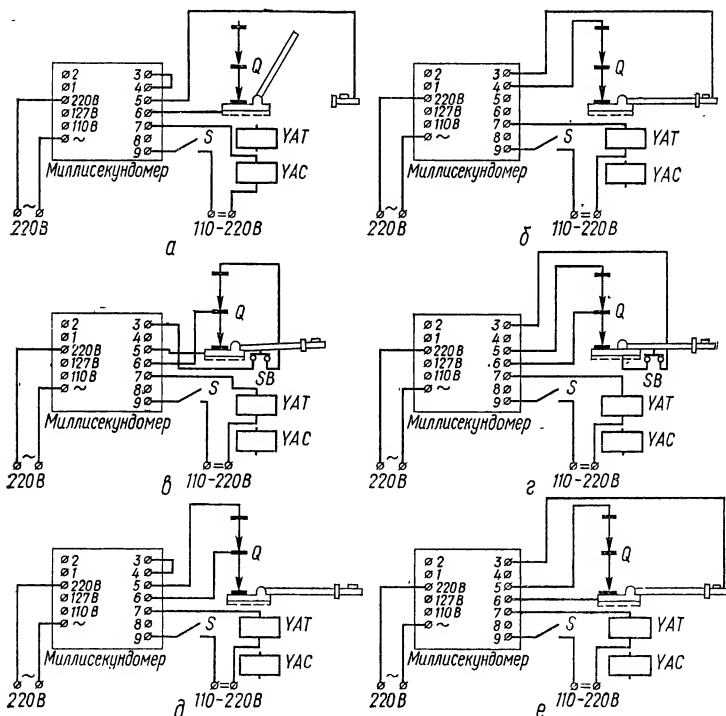 2
1
220В
127В
110В
~
3
4
5
6
7
8
9
Миллисекундомер
S
Q
YAT
YAC
~
220В
110-220В
=
а
2
1
220В
127В
110В
~
3
4
5
6
7
8
9
Миллисекундомер
S
Q
YAT
YAC
~
220В
110-220В
=
б
2
1
220В
127В
110В
~
3
4
5
6
7
8
9
Миллисекундомер
S
Q
SB
YAT
YAC
~
220В
110-220В
=
в
2
1
220В
127В
110В
~
3
4
5
6
7
8
9
Миллисекундомер
S
Q
SB
YAT
YAC
~
220В
110-220В
=
г
2
1
220В
127В
110В
~
3
4
5
6
7
8
9
Миллисекундомер
S
Q
YAT
YAC
~
220В
110-220В
=
д
2
1
220В
127В
110В
~
3
4
5
6
7
8
9
Миллисекундомер
S
Q
YAT
YAC
~
220В
110-220В
=
е